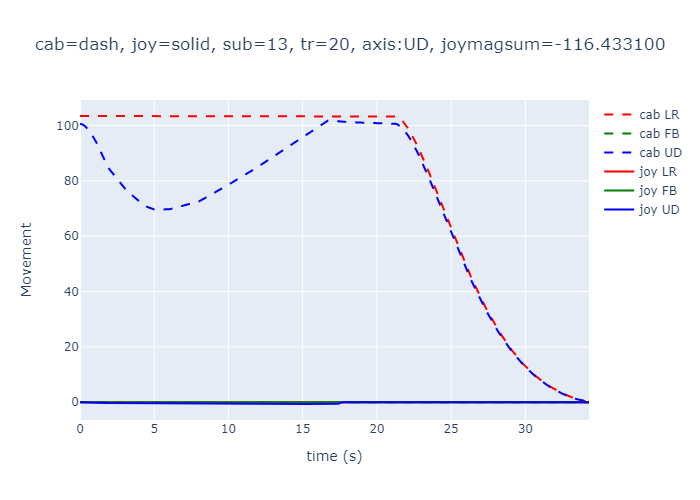 cab=dash, joy=solid, sub=13, tr=20, axis:UD, joymagsum=-116.433100
cab LR
cab FB
cab UD
joy LR
joy FB
joy UD
Movement
100
80
60
40
20
0
0 5 10 15 20 25 30
time (s)